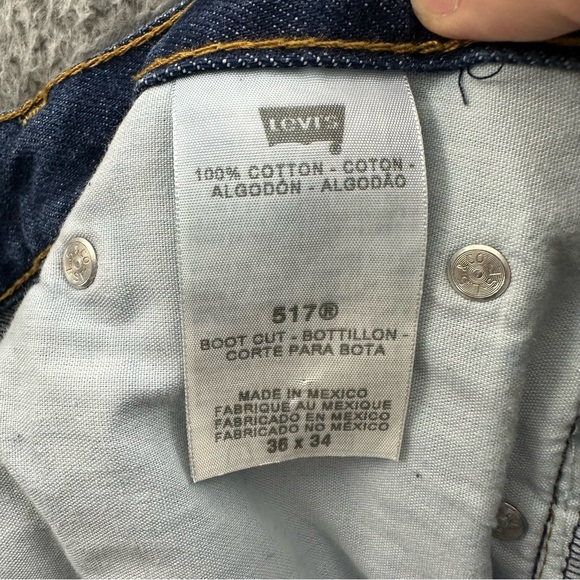 Levi's
100% COTTON - COTON -
ALGODÓN - ALGODÃO
517®
BOOT CUT - BOTTILLON -
CORTE PARA BOTA
MADE IN MEXICO
FABRIQUE AU MEXIQUE
FABRICADO EN MÉXICO
FABRICADO NO MÉXICO
36 x 34